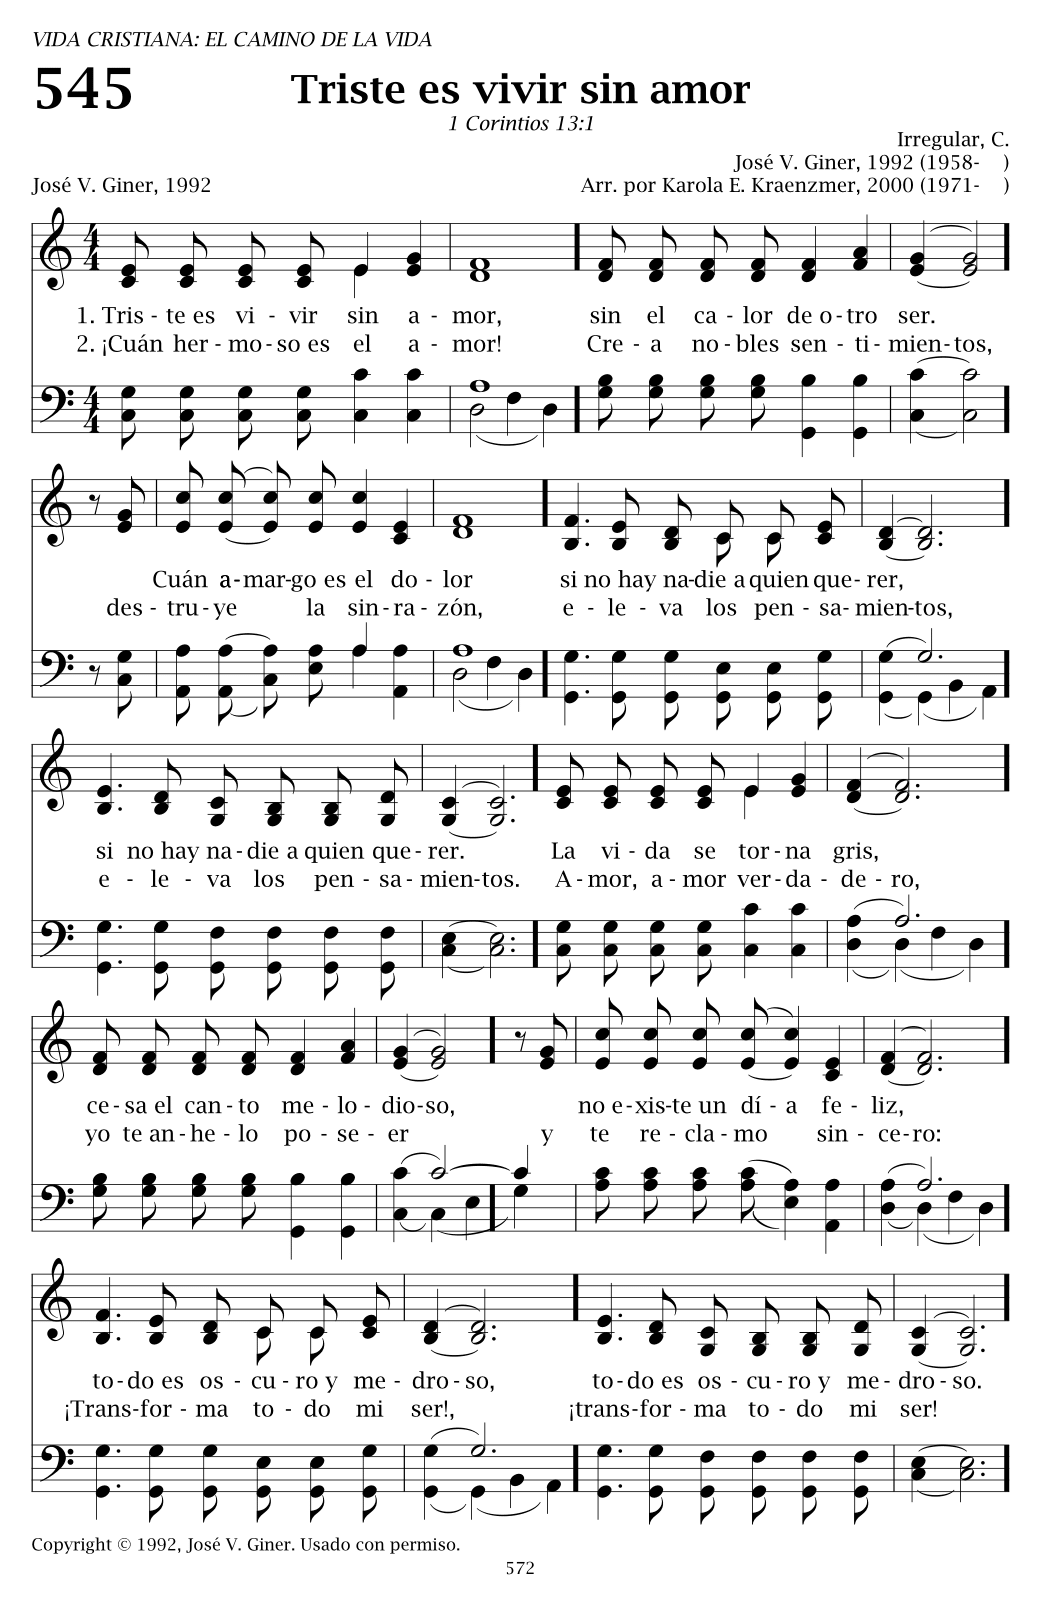 VIDA CRISTIANA: EL CAMINO DE LA VIDA
545
Triste es vivir sin amor
1 Corintios 13:1
Irregular, C.
José V. Giner, 1992 (1958- )
José V. Giner, 1992
Arr. por Karola E. Kraenzmer, 2000 (1971- )
1. Tris - te es vi - vir sin a - mor, sin el ca - lor de o - tro ser.
2. ¡Cuán her - mo - so es el a - mor! Cre - a no - bles sen - ti - mien - tos,
Cuán a - mar - go es el do - lor si no hay na - die a quien que - rer,
des - tru - ye la sin - ra - zón, e - le - va los pen - sa - mien - tos,
si no hay na - die a quien que - rer. La vi - da se tor - na gris,
e - le - va los pen - sa - mien - tos. A - mor, a - mor ver - da - de - ro,
ce - sa el can - to me - lo - dio - so, no e - xis - te un dí - a fe - liz,
yo te an - he - lo po - se - er y te re - cla - mo sin - ce - ro:
to - do es os - cu - ro y me - dro - so, to - do es os - cu - ro y me - dro - so.
¡Trans - for - ma to - do mi ser!, ¡trans - for - ma to - do mi ser!
Copyright © 1992, José V. Giner. Usado con permiso.
572